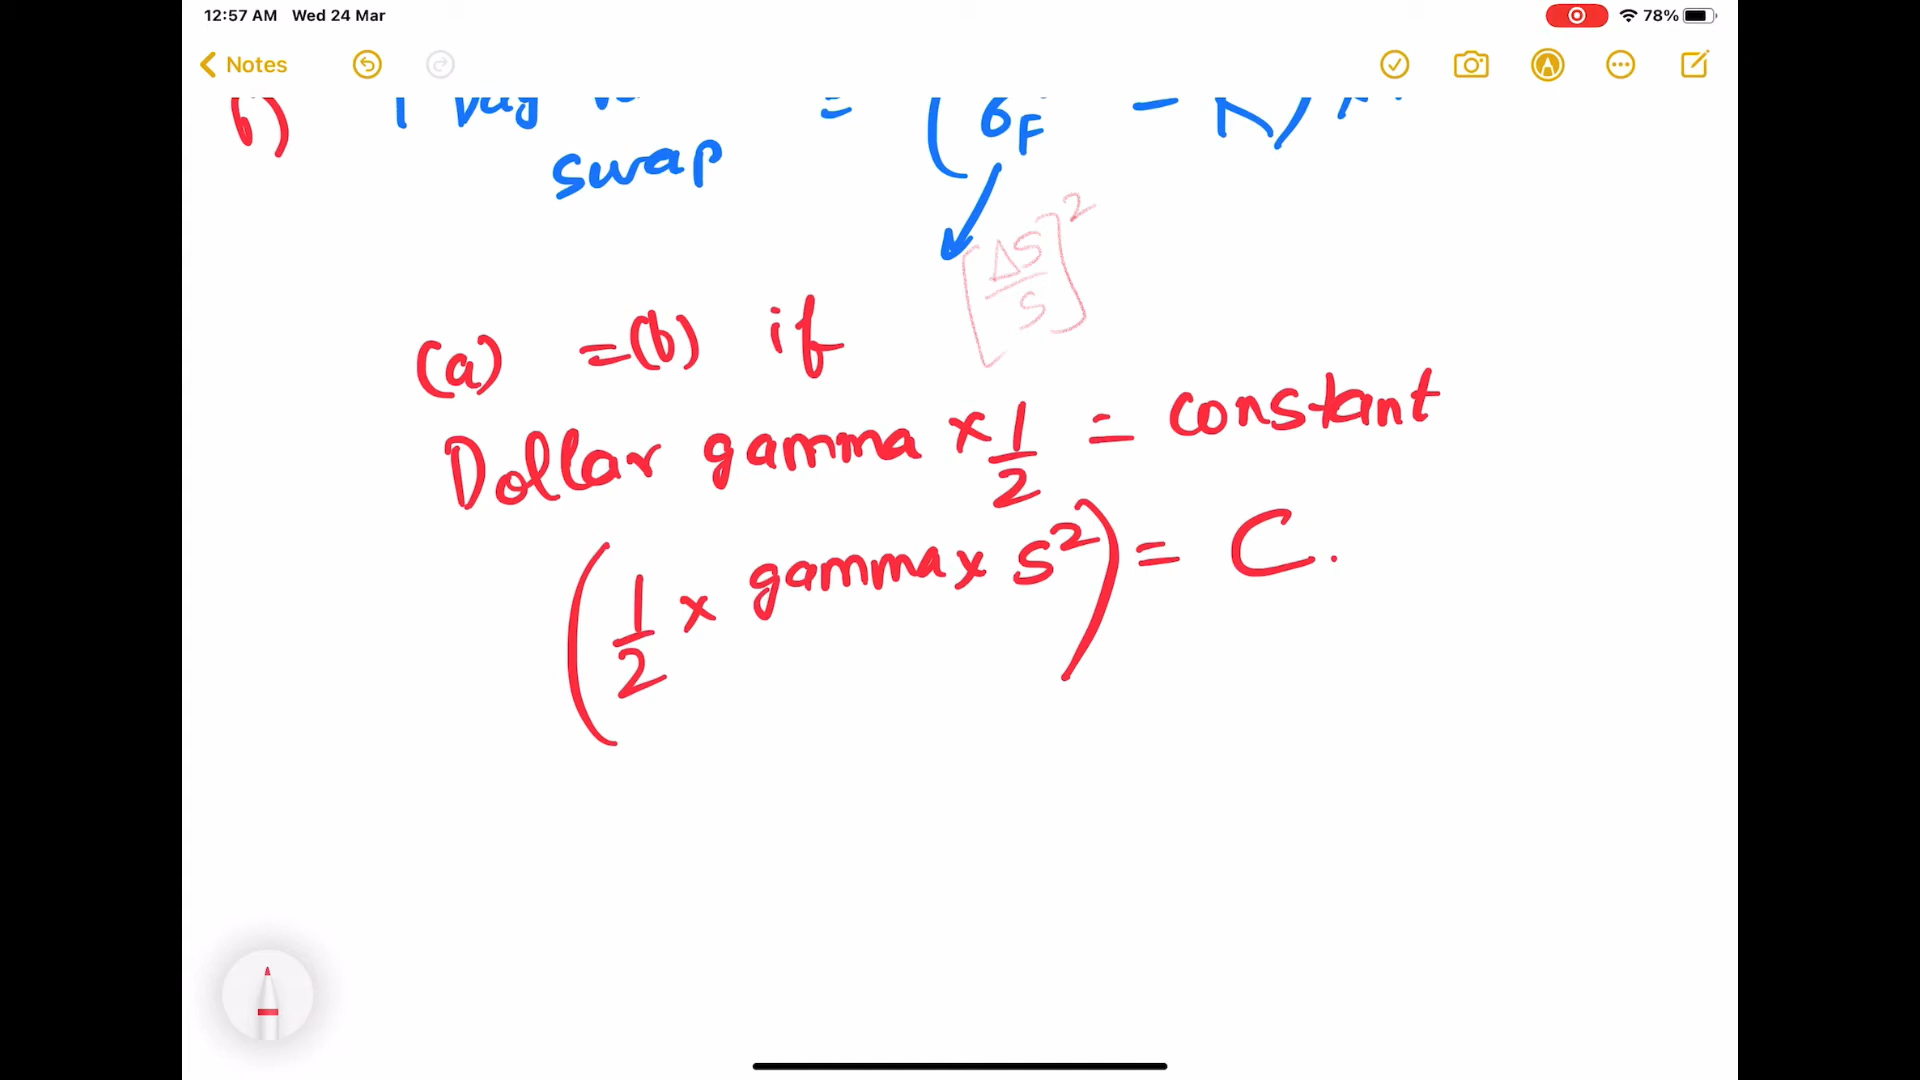 12:57 AM Wed 24 Mar 78%
Notes
b) 1 = ( σF - K) x
swap
[ΔS/S]²
(a) =(b) if
Dollar gamma x 1/2 = constant
(1/2 x gamma x S²) = C.